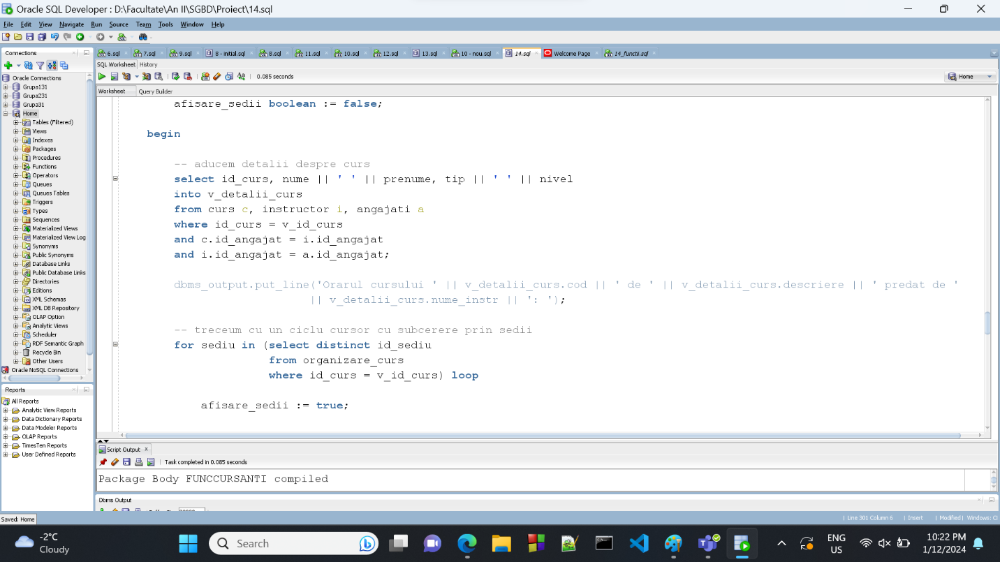 Oracle SQL Developer : D:\Facultate\An II\SGBD\Proiect\14.sql
File Edit View Navigate Run Source Team Tools Window Help
Connections
6.sql 7.sql 9.sql 8 - initial.sql 8.sql 11.sql 10.sql 12.sql 13.sql 10 - nou.sql 14.sql Welcome Page 14_functii.sql
SQL Worksheet History
0.085 seconds
Home
Worksheet Query Builder
Oracle Connections
Grupa131
Grupa231
Grupa31
Home
Tables (Filtered)
Views
Indexes
Packages
Procedures
Functions
Operators
Queues
Queues Tables
Triggers
Types
Sequences
Materialized Views
Materialized View Log
Synonyms
Public Synonyms
Database Links
Public Database Links
Directories
Editions
XML Schemas
XML DB Repository
OLAP Option
Analytic Views
Scheduler
RDF Semantic Graph
Recycle Bin
Other Users
Oracle NoSQL Connections
afisare_sedii boolean := false;
begin
-- aducem detalii despre curs
select id_curs, nume || ' ' || prenume, tip || ' ' || nivel
into v_detalii_curs
from curs c, instructor i, angajati a
where id_curs = v_id_curs
and c.id_angajat = i.id_angajat
and i.id_angajat = a.id_angajat;
dbms_output.put_line('Orarul cursului ' || v_detalii_curs.cod || ' de ' || v_detalii_curs.descriere || ' predat de '
|| v_detalii_curs.nume_instr || ': ');
-- treceum cu un ciclu cursor cu subcerere prin sedii
for sediu in (select distinct id_sediu
from organizare_curs
where id_curs = v_id_curs) loop
afisare_sedii := true;
Reports
All Reports
Analytic View Reports
Data Dictionary Reports
Data Modeler Reports
OLAP Reports
TimesTen Reports
User Defined Reports
Script Output
Task completed in 0.085 seconds
Package Body FUNCCURSANTI compiled
Dbms Output
Saved: Home
Line 301 Column 6 | Insert | Modified | Windows: C
-2°C
Cloudy
Search
ENG
US
10:22 PM
1/12/2024